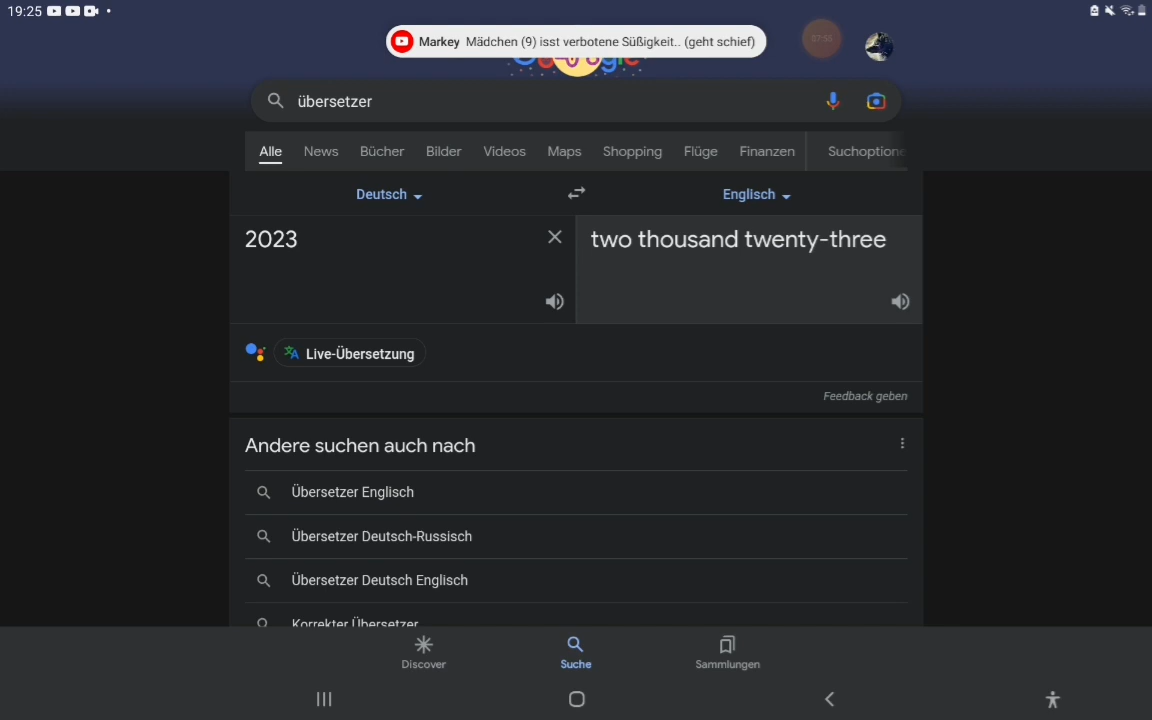 19:25
Markey Mädchen (9) isst verbotene Süßigkeit.. (geht schief)
übersetzer
Alle News Bücher Bilder Videos Maps Shopping Flüge Finanzen Suchoptione
Deutsch Englisch
2023
two thousand twenty-three
Live-Übersetzung
Feedback geben
Andere suchen auch nach
Übersetzer Englisch
Übersetzer Deutsch-Russisch
Übersetzer Deutsch Englisch
Korrekter Übersetzer
Discover Suche Sammlungen